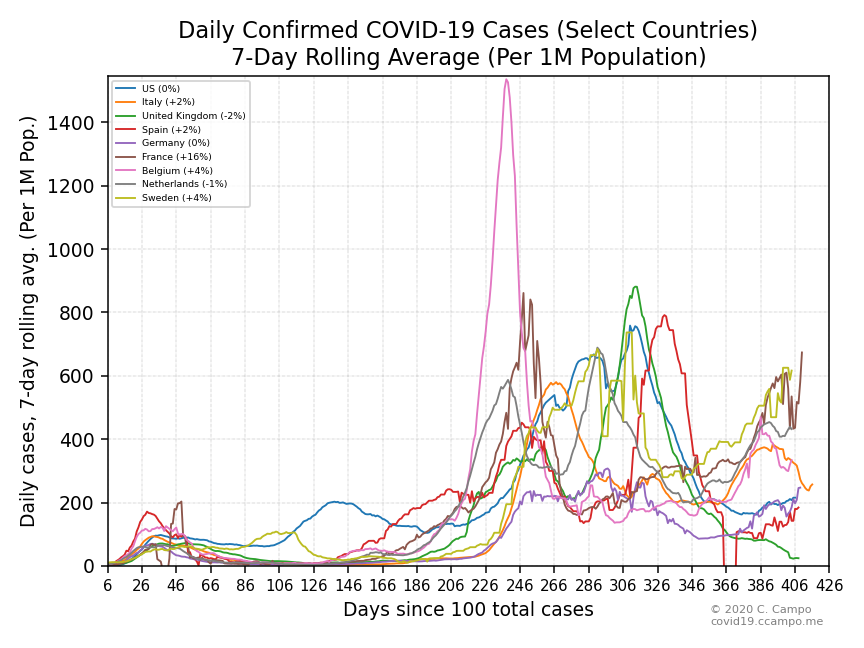 Daily Confirmed COVID-19 Cases (Select Countries)
7-Day Rolling Average (Per 1M Population)
Daily cases, 7-day rolling avg. (Per 1M Pop.)
1400
1200
1000
800
600
400
200
0
US (0%)
Italy (+2%)
United Kingdom (-2%)
Spain (+2%)
Germany (0%)
France (+16%)
Belgium (+4%)
Netherlands (-1%)
Sweden (+4%)
6 26 46 66 86 106 126 146 166 186 206 226 246 266 286 306 326 346 366 386 406 426
Days since 100 total cases
© 2020 C. Campo
covid19.ccampo.me